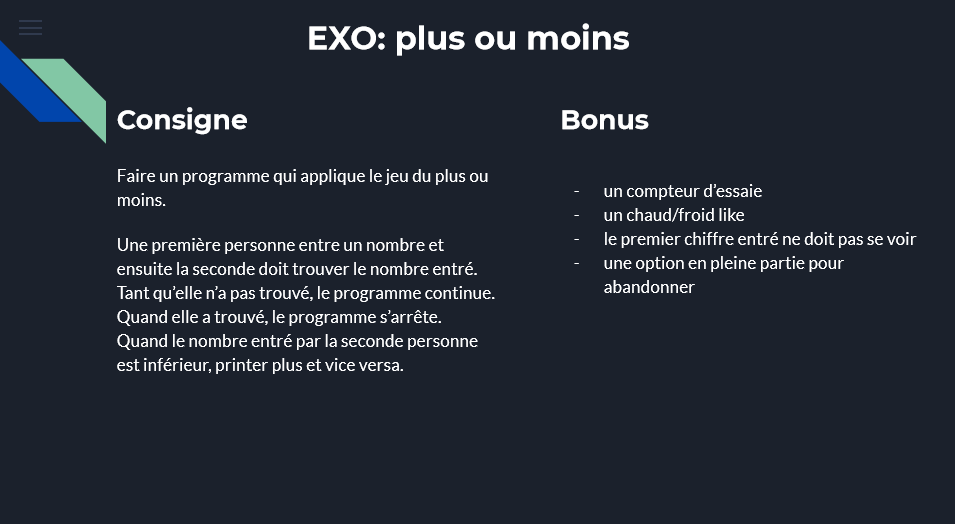 EXO: plus ou moins
Consigne
Faire un programme qui applique le jeu du plus ou
moins.
Une première personne entre un nombre et
ensuite la seconde doit trouver le nombre entré.
Tant qu'elle n'a pas trouvé, le programme continue.
Quand elle a trouvé, le programme s'arrête.
Quand le nombre entré par la seconde personne
est inférieur, printer plus et vice versa.
Bonus
- un compteur d'essaie
- un chaud/froid like
- le premier chiffre entré ne doit pas se voir
- une option en pleine partie pour
abandonner